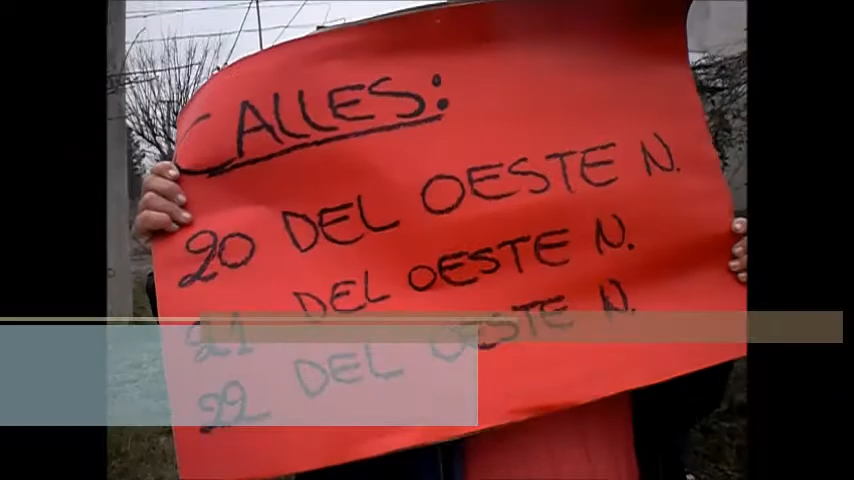 CALLES:
20 DEL OESTE N.
21 DEL OESTE N.
22 DEL OESTE N.